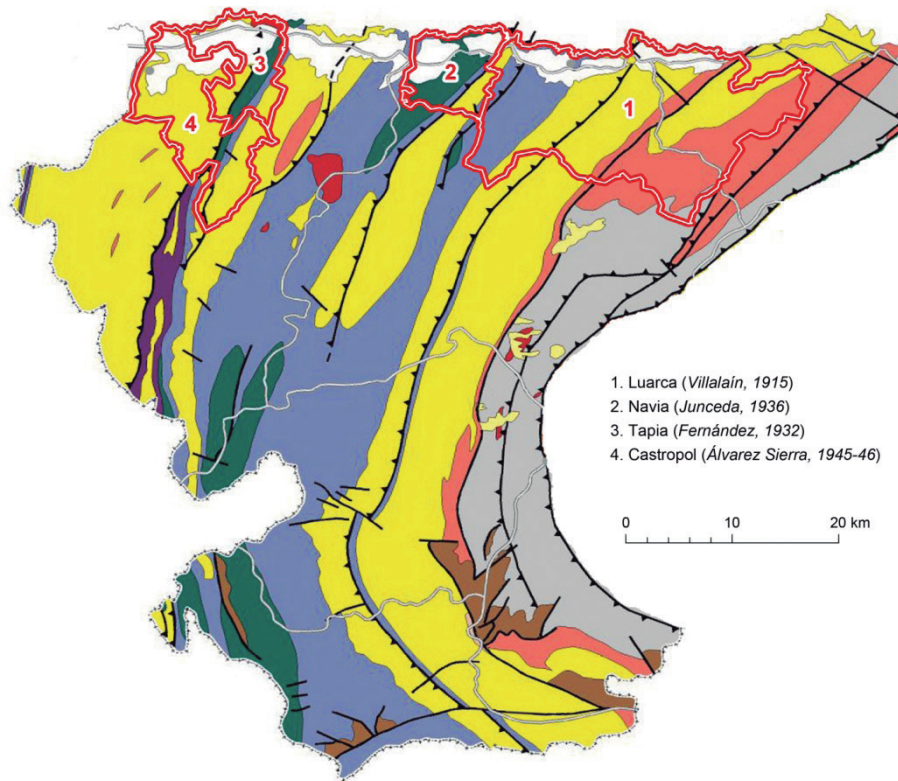 3
2
1
4
1. Luarca (Villalaín, 1915)
2. Navia (Junceda, 1936)
3. Tapia (Fernández, 1932)
4. Castropol (Álvarez Sierra, 1945-46)
0 10 20 km